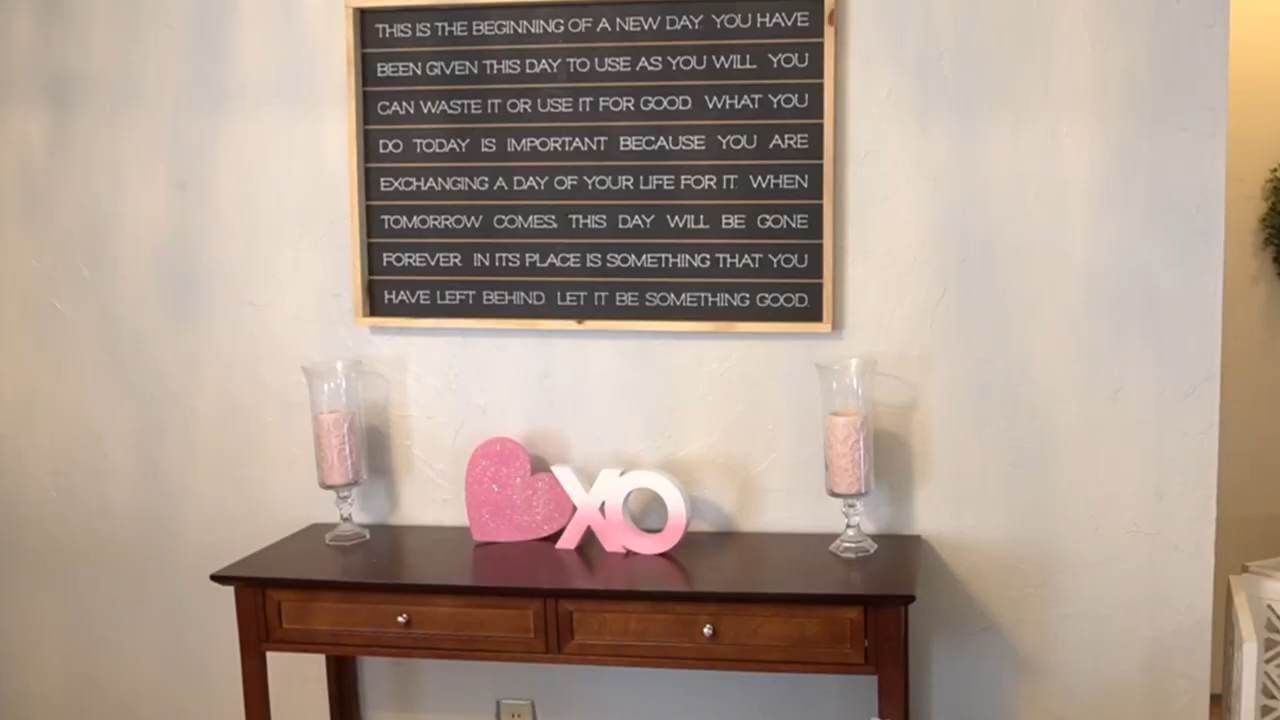 THIS IS THE BEGINNING OF A NEW DAY. YOU HAVE
BEEN GIVEN THIS DAY TO USE AS YOU WILL. YOU
CAN WASTE IT OR USE IT FOR GOOD. WHAT YOU
DO TODAY IS IMPORTANT BECAUSE YOU ARE
EXCHANGING A DAY OF YOUR LIFE FOR IT. WHEN
TOMORROW COMES, THIS DAY WILL BE GONE
FOREVER. IN ITS PLACE IS SOMETHING THAT YOU
HAVE LEFT BEHIND. LET IT BE SOMETHING GOOD.
XO